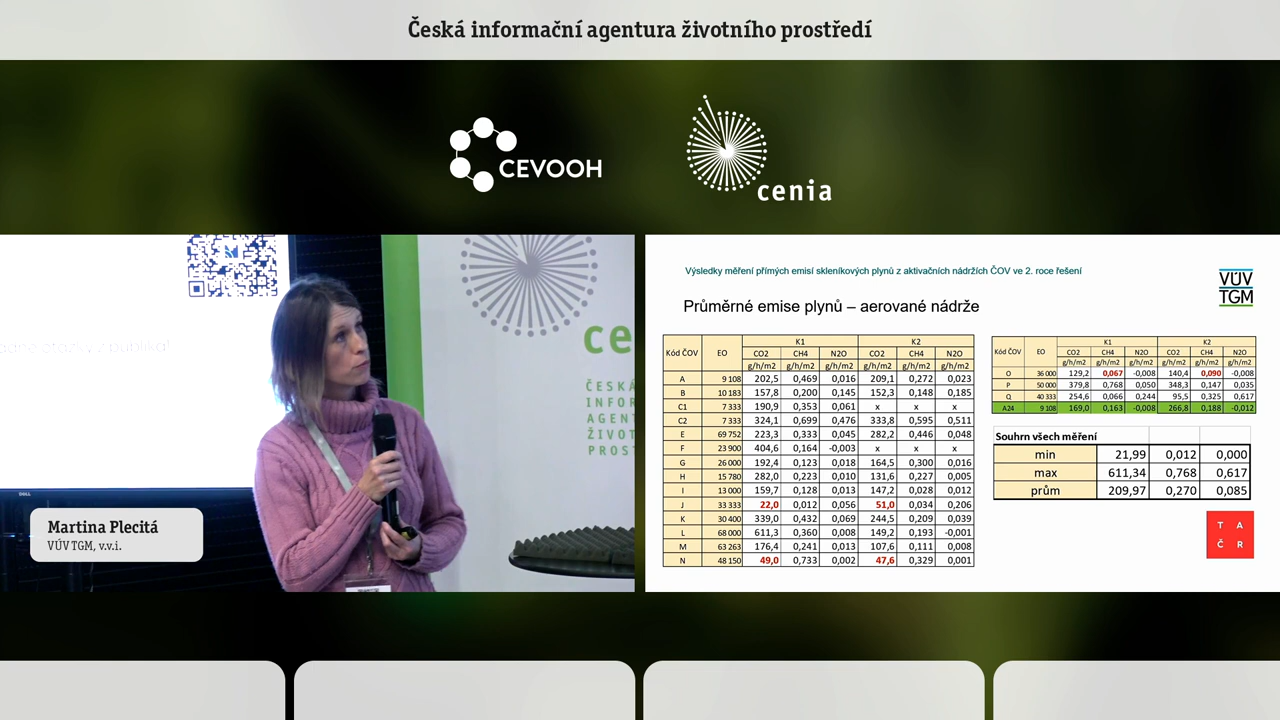 Česká informační agentura životního prostředí
CEVOOH
cenia
ce
ČESKÁ
INFOR
AGENT
ŽIVOT
PROST
DELL
Martina Plecitá
VÚV TGM, v.v.i.
Výsledky měření přímých emisí skleníkových plynů z aktivačních nádržích ČOV ve 2. roce řešení
VÚV
TGM
Průměrné emise plynů – aerované nádrže
Kód ČOV EO K1 K2
CO2 CH4 N2O CO2 CH4 N2O
g/h/m2 g/h/m2 g/h/m2 g/h/m2 g/h/m2 g/h/m2
A 9 108 202,5 0,469 0,016 209,1 0,272 0,023
B 10 183 157,8 0,200 0,145 152,3 0,148 0,185
C1 7 333 190,9 0,353 0,061 x x x
C2 7 333 324,1 0,699 0,476 333,8 0,595 0,511
E 69 752 223,3 0,333 0,045 282,2 0,446 0,048
F 23 900 404,6 0,164 -0,003 x x x
G 26 000 192,4 0,123 0,018 164,5 0,300 0,016
H 15 780 282,0 0,223 0,010 131,6 0,227 0,005
I 13 000 159,7 0,128 0,013 147,2 0,028 0,012
J 33 333 22,0 0,012 0,056 51,0 0,034 0,206
K 30 400 339,0 0,432 0,069 244,5 0,209 0,039
L 68 000 611,3 0,360 0,008 149,2 0,193 -0,001
M 63 263 176,4 0,241 0,013 107,6 0,111 0,008
N 48 150 49,0 0,733 0,002 47,6 0,329 0,001
Kód ČOV EO K1 K2
CO2 CH4 N2O CO2 CH4 N2O
g/h/m2 g/h/m2 g/h/m2 g/h/m2 g/h/m2 g/h/m2
O 36 000 129,2 0,067 -0,008 140,4 0,090 -0,008
P 50 000 379,8 0,768 0,050 348,3 0,147 0,035
Q 40 333 254,6 0,066 0,244 95,5 0,325 0,617
A24 9 108 169,0 0,163 -0,008 266,8 0,188 -0,012
Souhrn všech měření
min 21,99 0,012 0,000
max 611,34 0,768 0,617
prům 209,97 0,270 0,085
T A
Č R